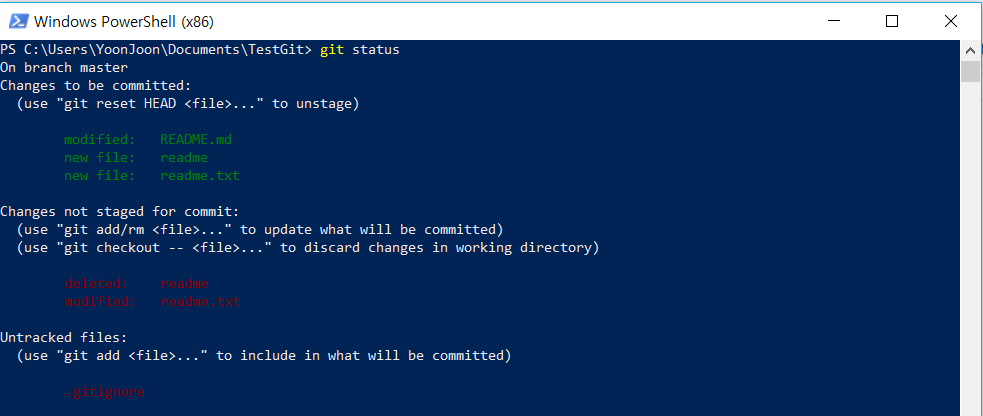 Windows PowerShell (x86)
PS C:\Users\YoonJoon\Documents\TestGit> git status
On branch master
Changes to be committed:
  (use "git reset HEAD <file>..." to unstage)
        modified:   README.md
        new file:   readme
        new file:   readme.txt
Changes not staged for commit:
  (use "git add/rm <file>..." to update what will be committed)
  (use "git checkout -- <file>..." to discard changes in working directory)
        deleted:    readme
        modified:   readme.txt
Untracked files:
  (use "git add <file>..." to include in what will be committed)
        .gitignore